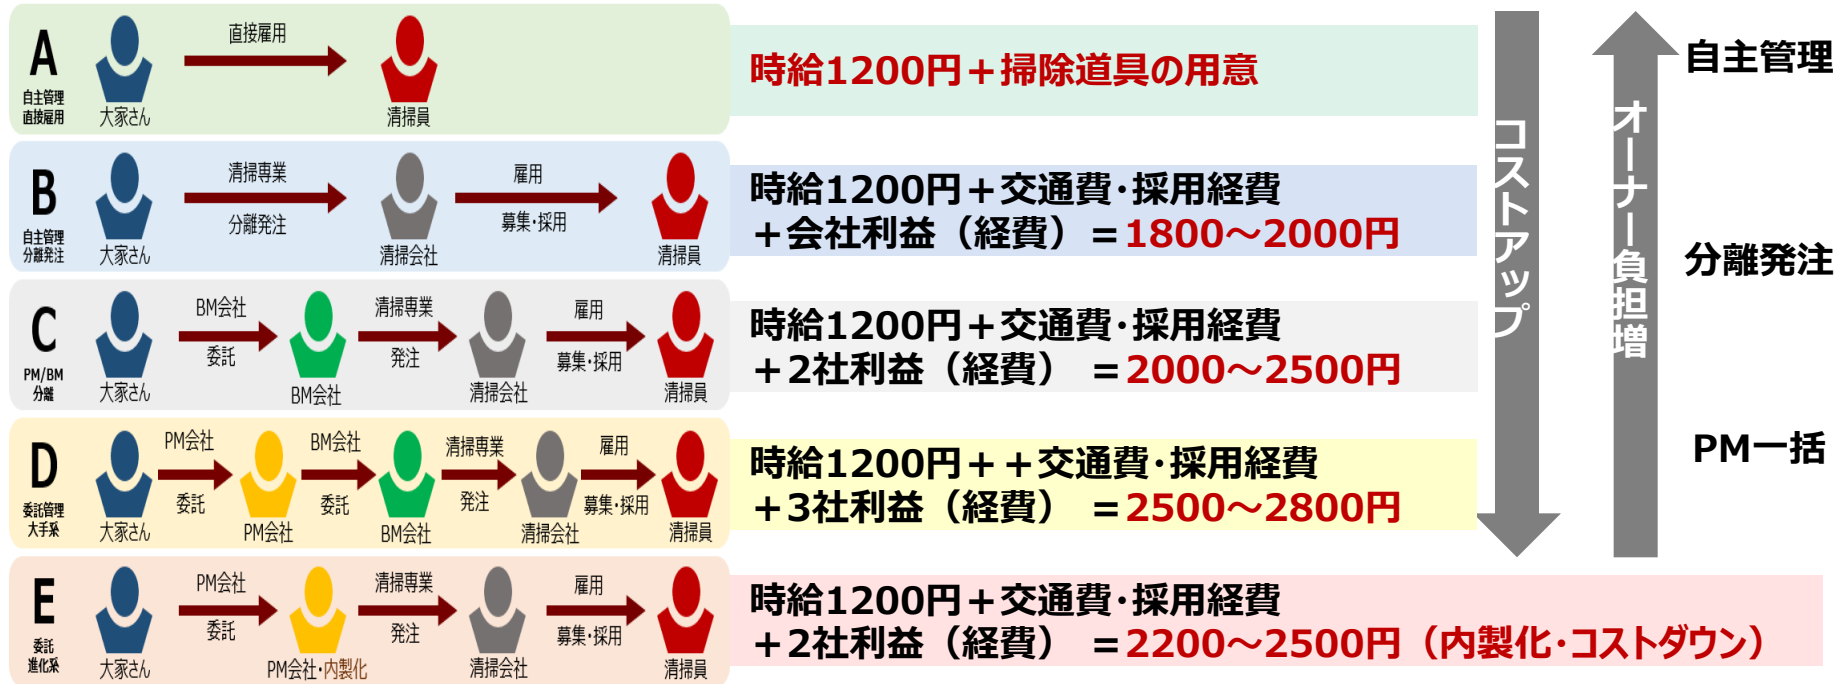 A
自主管理
直接雇用
大家さん
直接雇用
清掃員
時給1200円＋掃除道具の用意
B
自主管理
分離発注
大家さん
清掃専業
分離発注
清掃会社
雇用
募集・採用
清掃員
時給1200円＋交通費・採用経費
＋会社利益（経費）＝1800～2000円
C
PM/BM
分離
大家さん
BM会社
委託
BM会社
清掃専業
発注
清掃会社
雇用
募集・採用
清掃員
時給1200円＋交通費・採用経費
＋2社利益（経費） ＝2000～2500円
D
委託管理
大手系
大家さん
PM会社
委託
PM会社
BM会社
委託
BM会社
清掃専業
発注
清掃会社
雇用
募集・採用
清掃員
時給1200円＋＋交通費・採用経費
＋3社利益（経費） ＝2500～2800円
E
委託
進化系
大家さん
PM会社
委託
PM会社・内製化
清掃専業
発注
清掃会社
雇用
募集・採用
清掃員
時給1200円＋交通費・採用経費
＋2社利益（経費） ＝2200～2500円（内製化・コストダウン）
コストアップ
オーナー負担増
自主管理
分離発注
PM一括